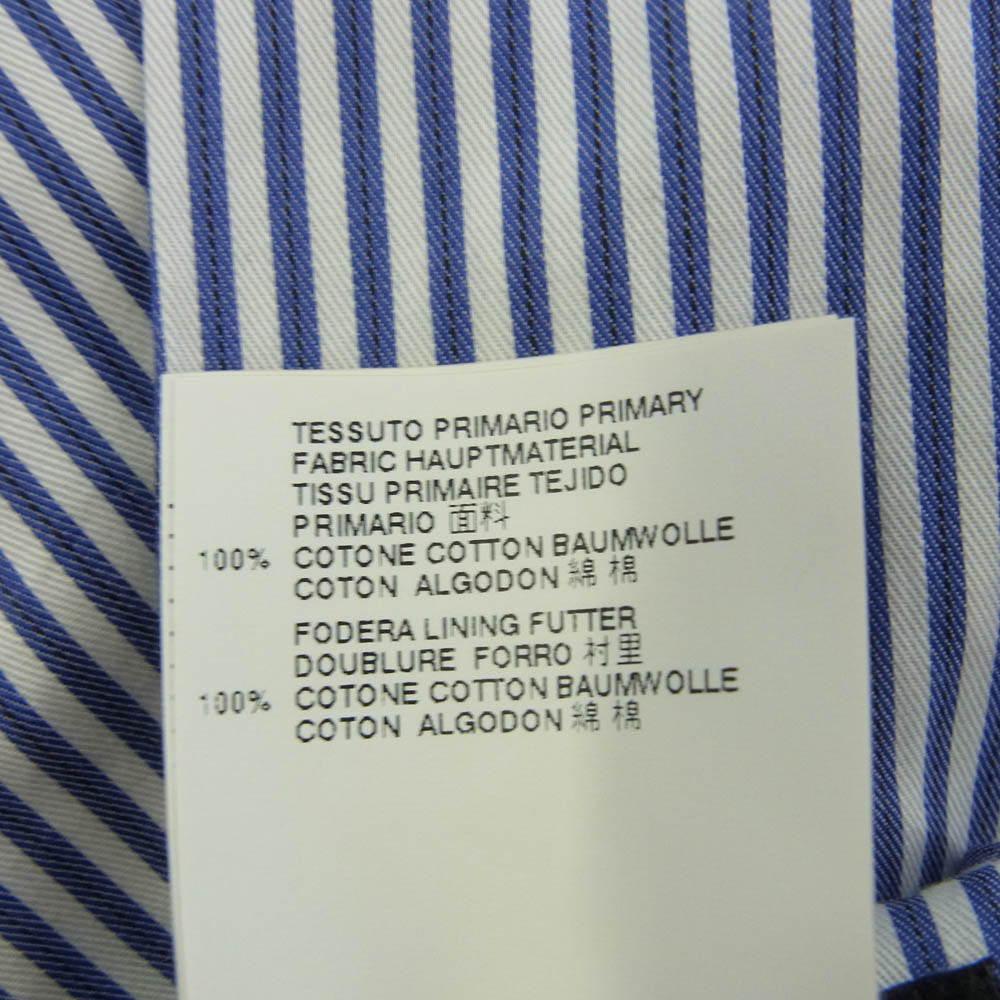 TESSUTO PRIMARIO PRIMARY
FABRIC HAUPTMATERIAL
TISSU PRIMAIRE TEJIDO
PRIMARIO 面料
100% COTONE COTTON BAUMWOLLE
COTON ALGODON 綿 棉
FODERA LINING FUTTER
DOUBLURE FORRO 村里
100% COTONE COTTON BAUMWOLLE
COTON ALGODON 綿 棉